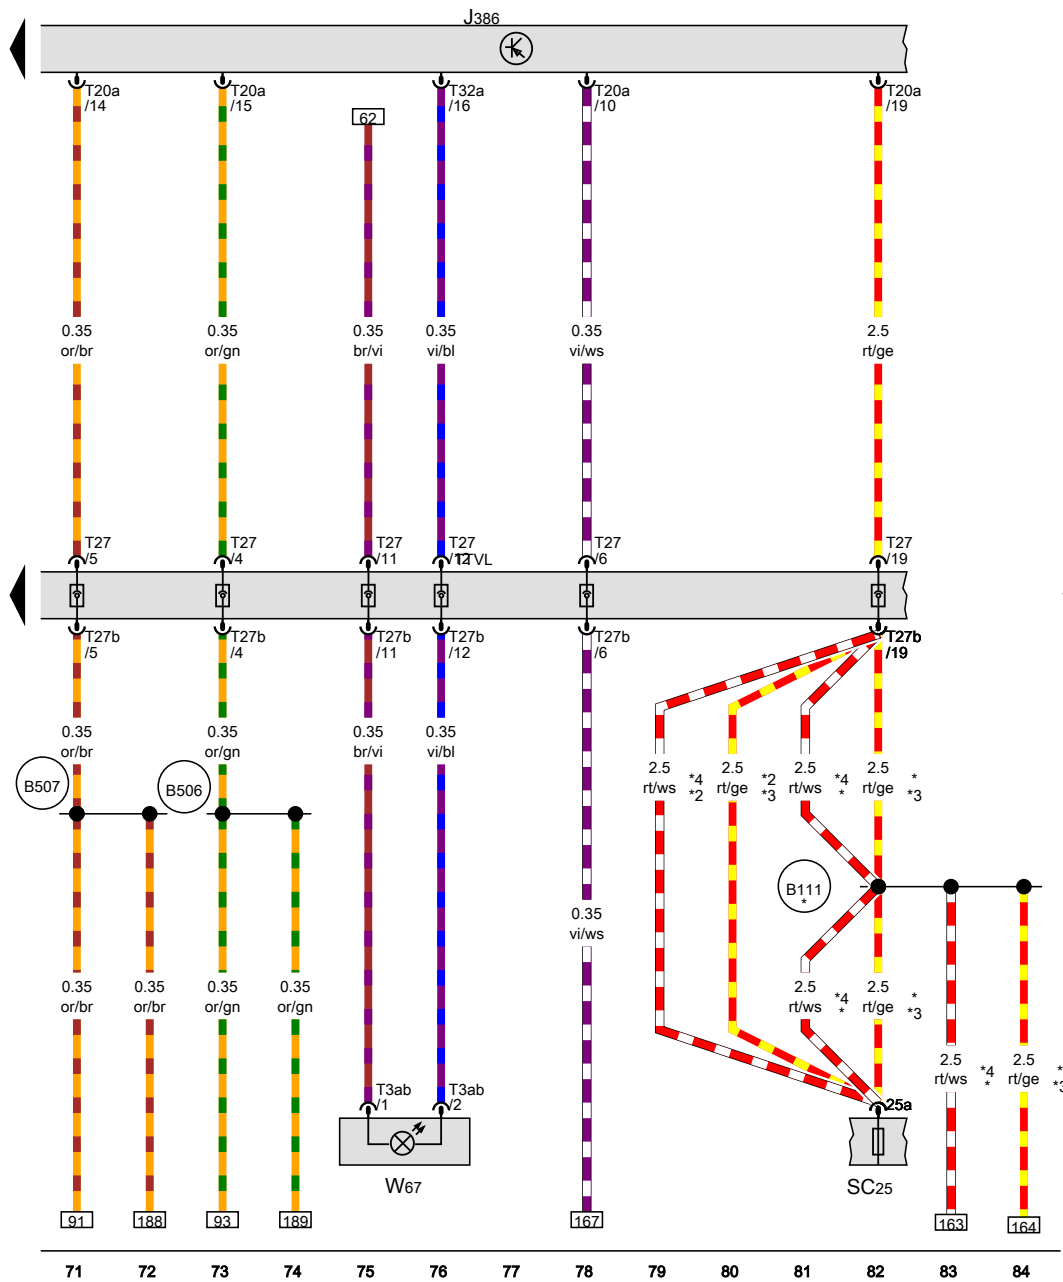 J386
T20a
/14
T20a
/15
T32a
/16
T20a
/10
T20a
/19
62
0.35
or/br
0.35
or/gn
0.35
br/vi
0.35
vi/bl
0.35
vi/ws
2.5
rt/ge
T27
/5
T27
/4
T27
/11
T27
/12
TTVL
T27
/6
T27
/19
T27b
/5
T27b
/4
T27b
/11
T27b
/12
T27b
/6
T27b
/19
0.35
or/br
0.35
or/gn
0.35
br/vi
0.35
vi/bl
2.5
rt/ws
*4
*2
2.5
rt/ge
*2
*3
2.5
rt/ws
*4
*
2.5
rt/ge
*
*3
B507
B506
B111
*
0.35
vi/ws
0.35
or/br
0.35
or/br
0.35
or/gn
0.35
or/gn
2.5
rt/ws
*4
*
2.5
rt/ge
*
*3
2.5
rt/ws
*4
*
2.5
rt/ge
*
*3
T3ab
/1
T3ab
/2
25a
W67
SC25
91
188
93
189
167
163
164
71 72 73 74 75 76 77 78 79 80 81 82 83 84